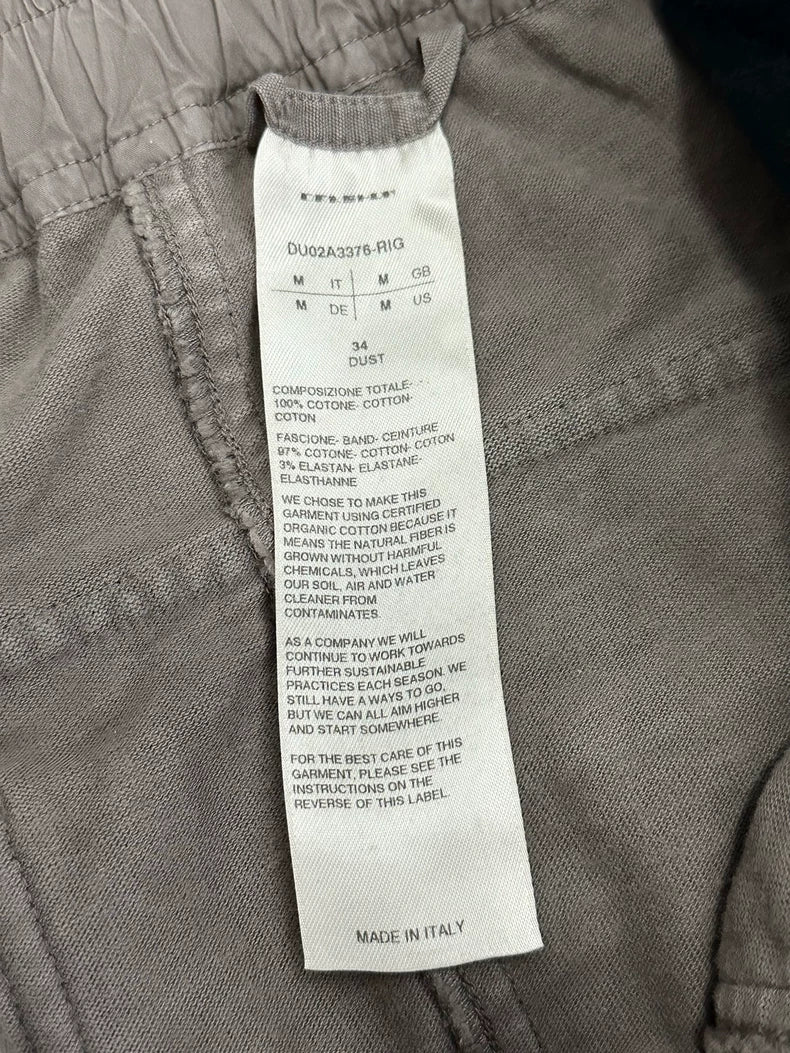 DU02A3376-RIG
M IT M GB
M DE M US
34
DUST
COMPOSIZIONE TOTALE-
100% COTONE- COTTON-
COTON
FASCIONE- BAND- CEINTURE
97% COTONE- COTTON- COTON
3% ELASTAN- ELASTANE-
ELASTHANNE
WE CHOSE TO MAKE THIS
GARMENT USING CERTIFIED
ORGANIC COTTON BECAUSE IT
MEANS THE NATURAL FIBER IS
GROWN WITHOUT HARMFUL
CHEMICALS, WHICH LEAVES
OUR SOIL, AIR AND WATER
CLEANER FROM
CONTAMINATES.
AS A COMPANY WE WILL
CONTINUE TO WORK TOWARDS
FURTHER SUSTAINABLE
PRACTICES EACH SEASON. WE
STILL HAVE A WAYS TO GO,
BUT WE CAN ALL AIM HIGHER
AND START SOMEWHERE.
FOR THE BEST CARE OF THIS
GARMENT, PLEASE SEE THE
INSTRUCTIONS ON THE
REVERSE OF THIS LABEL.
MADE IN ITALY